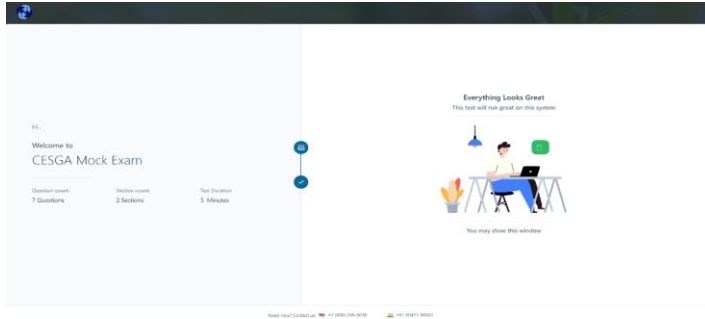 Hi,
Welcome to
CESGA Mock Exam
Question count
Section count
Test Duration
7 Questions
2 Sections
5 Minutes
Everything Looks Great
This test will run great on this system
You may close this window
Need Help? Contact us